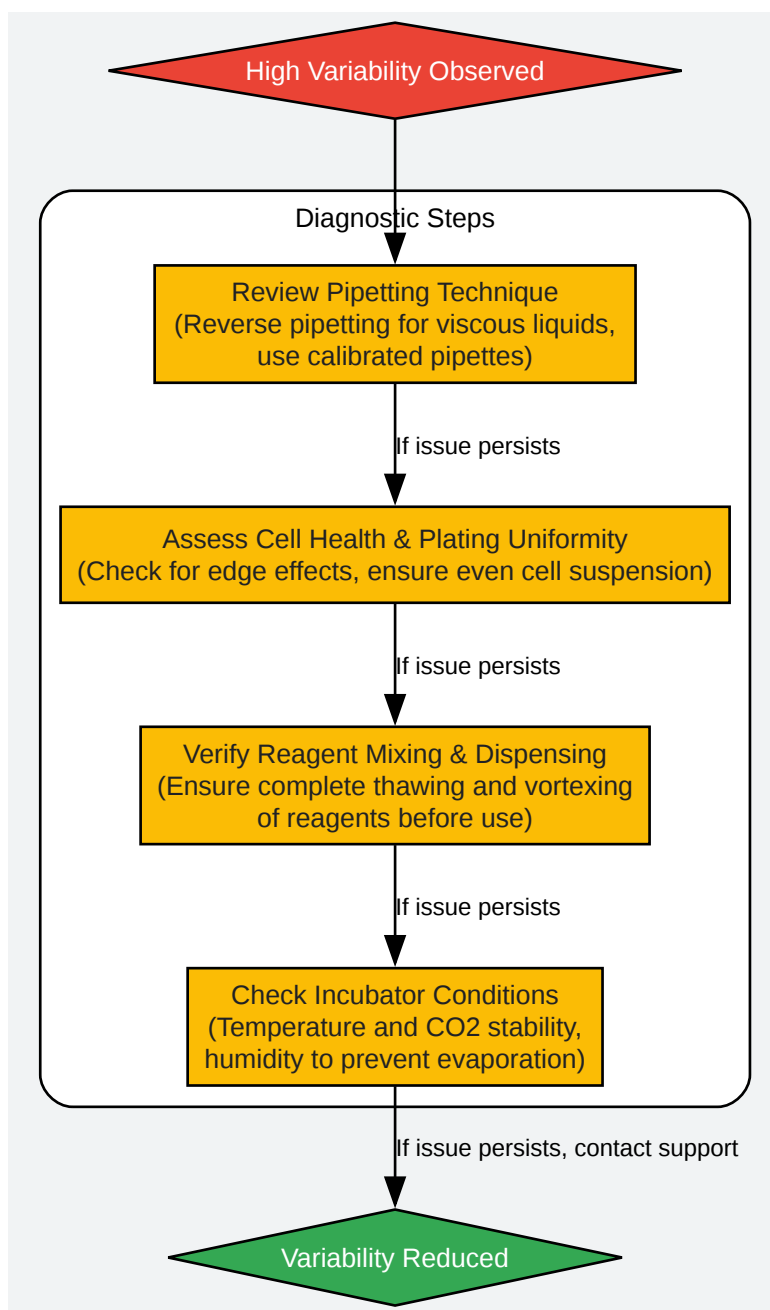 High Variability Observed
Diagnostic Steps
Review Pipetting Technique
(Reverse pipetting for viscous liquids,
use calibrated pipettes)
If issue persists
Assess Cell Health & Plating Uniformity
(Check for edge effects, ensure even cell suspension)
If issue persists
Verify Reagent Mixing & Dispensing
(Ensure complete thawing and vortexing
of reagents before use)
If issue persists
Check Incubator Conditions
(Temperature and CO2 stability,
humidity to prevent evaporation)
If issue persists, contact support
Variability Reduced